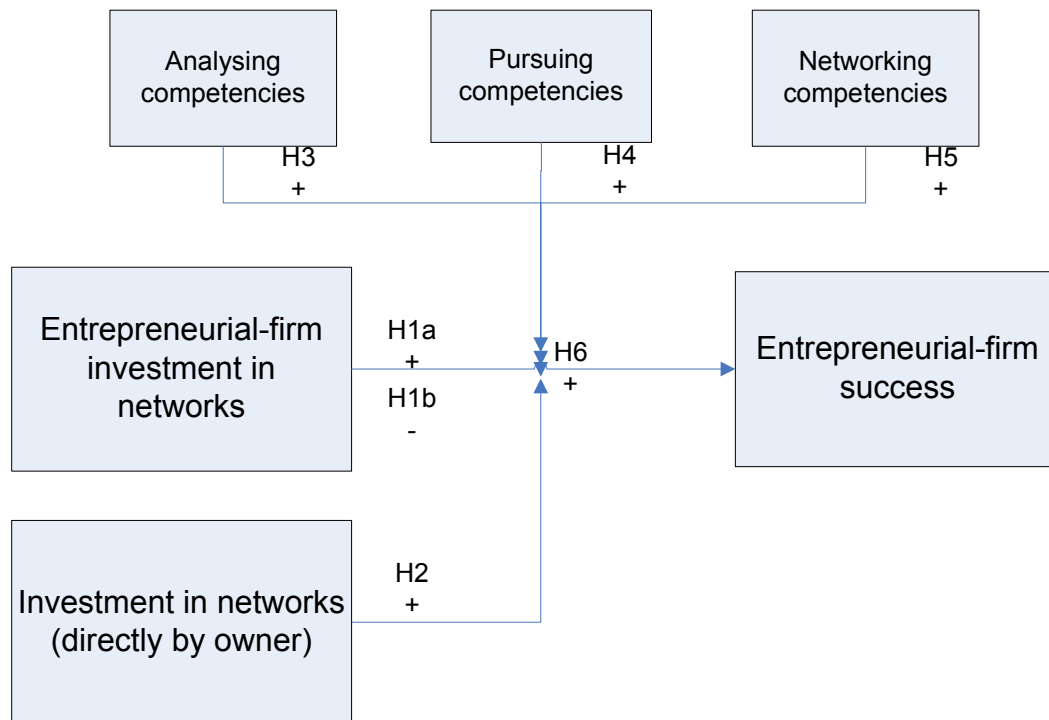 Analysing
competencies
Pursuing
competencies
Networking
competencies
H3
+
H4
+
H5
+
Entrepreneurial-firm
investment in
networks
H1a
+
H1b
-
H6
+
Entrepreneurial-firm
success
Investment in networks
(directly by owner)
H2
+